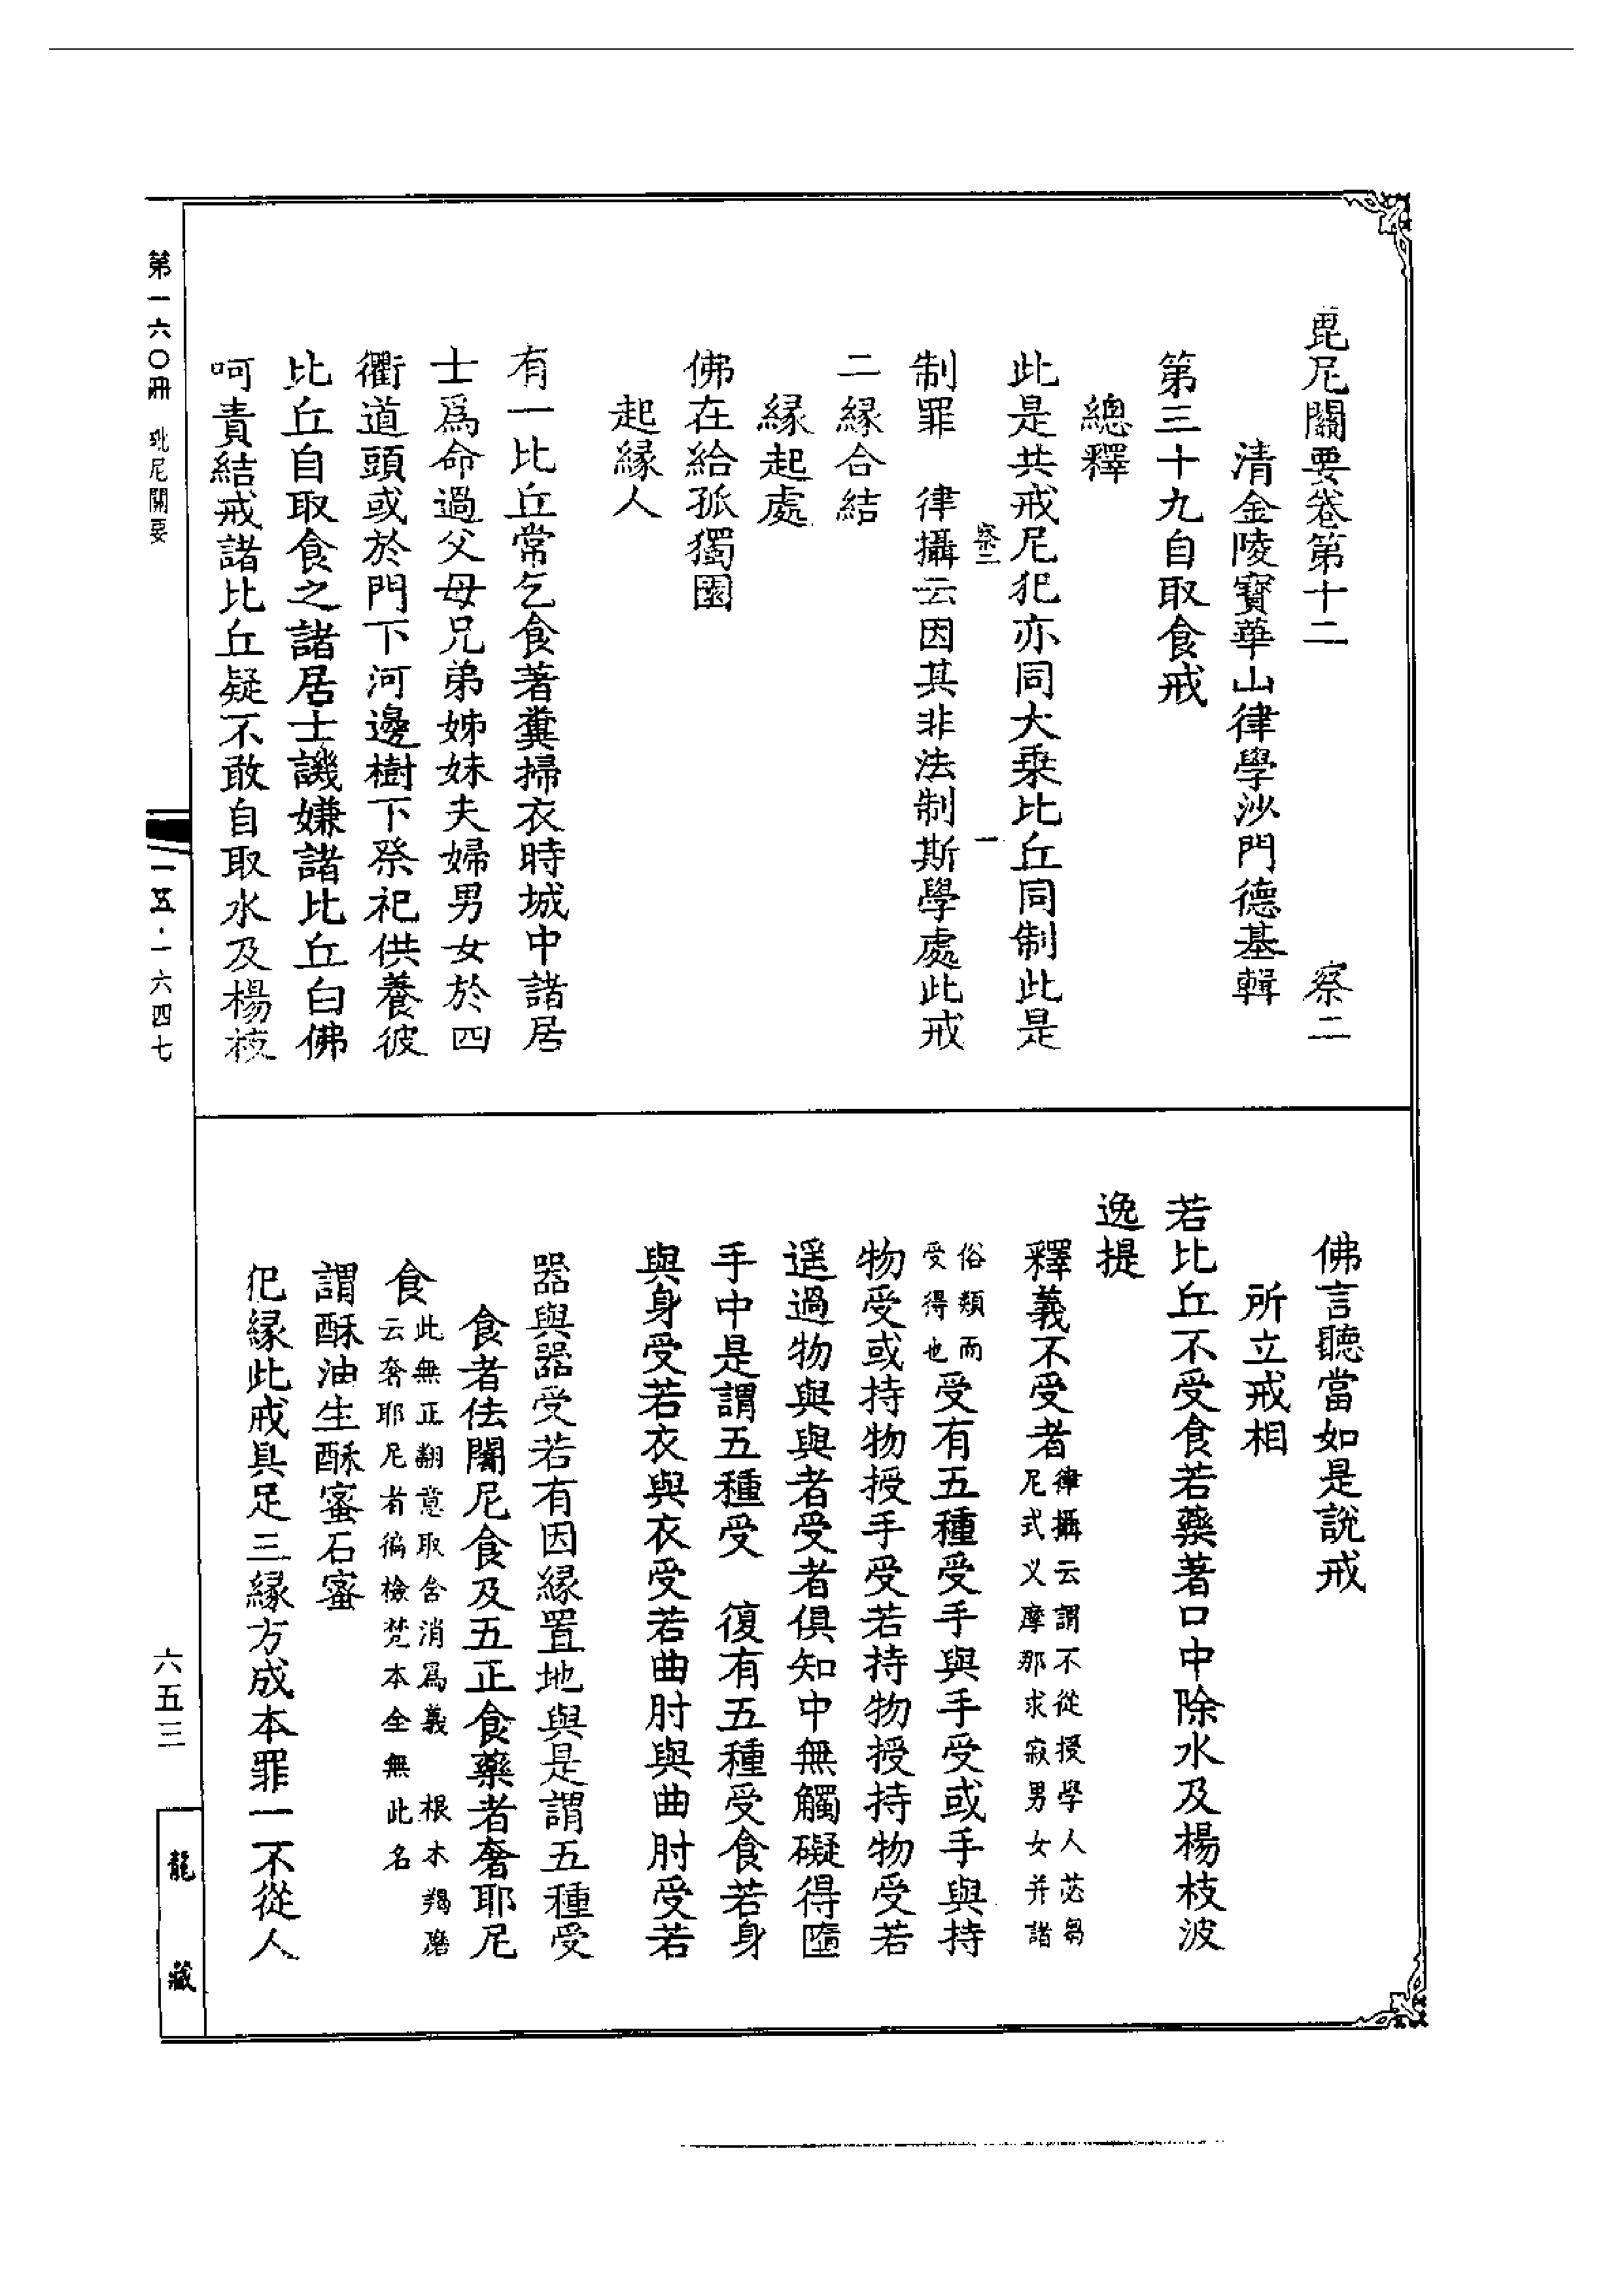 毘尼關要卷第十二 察二
清金陵寶華山律學沙門德基輯
第三十九自取食戒
總釋
此是共戒尼犯亦同大乘比丘同制此是
察二 一
制罪 律攝云因其非法制斯學處此戒
二緣合結
緣起處
佛在給孤獨園
起緣人
有一比丘常乞食著糞掃衣時城中諸居
士爲命過父母兄弟姊妹夫婦男女於四
衢道頭或於門下河邊樹下祭祀供養彼
比丘自取食之諸居士譏嫌諸比丘白佛
呵責結戒諸比丘疑不敢自取水及楊枝
佛言聽當如是說戒
所立戒相
若比丘不受食若藥著口中除水及楊枝波
逸提
釋義不受者律攝云謂不從授學人苾芻
尼式义摩那求寂男女并諸
俗類而
受得也受有五種受手與手受或手與持
物受或持物授手受若持物授持物受若
遥過物與與者受者俱知中無觸礙得墮
手中是謂五種受 復有五種受食若身
與身受若衣與衣受若曲肘與曲肘受若
器與器受若有因緣置地與是謂五種受
食者佉闍尼食及五正食藥者奢耶尼
食此無正翻意取含消爲義 根本羯磨
云奢耶尼者徧檢梵本全無此名
謂酥油生酥蜜石蜜
犯緣此戒具足三緣方成本罪一不從人
第一六〇冊 毗尼關要
一五·一六四七
六五三
龍藏